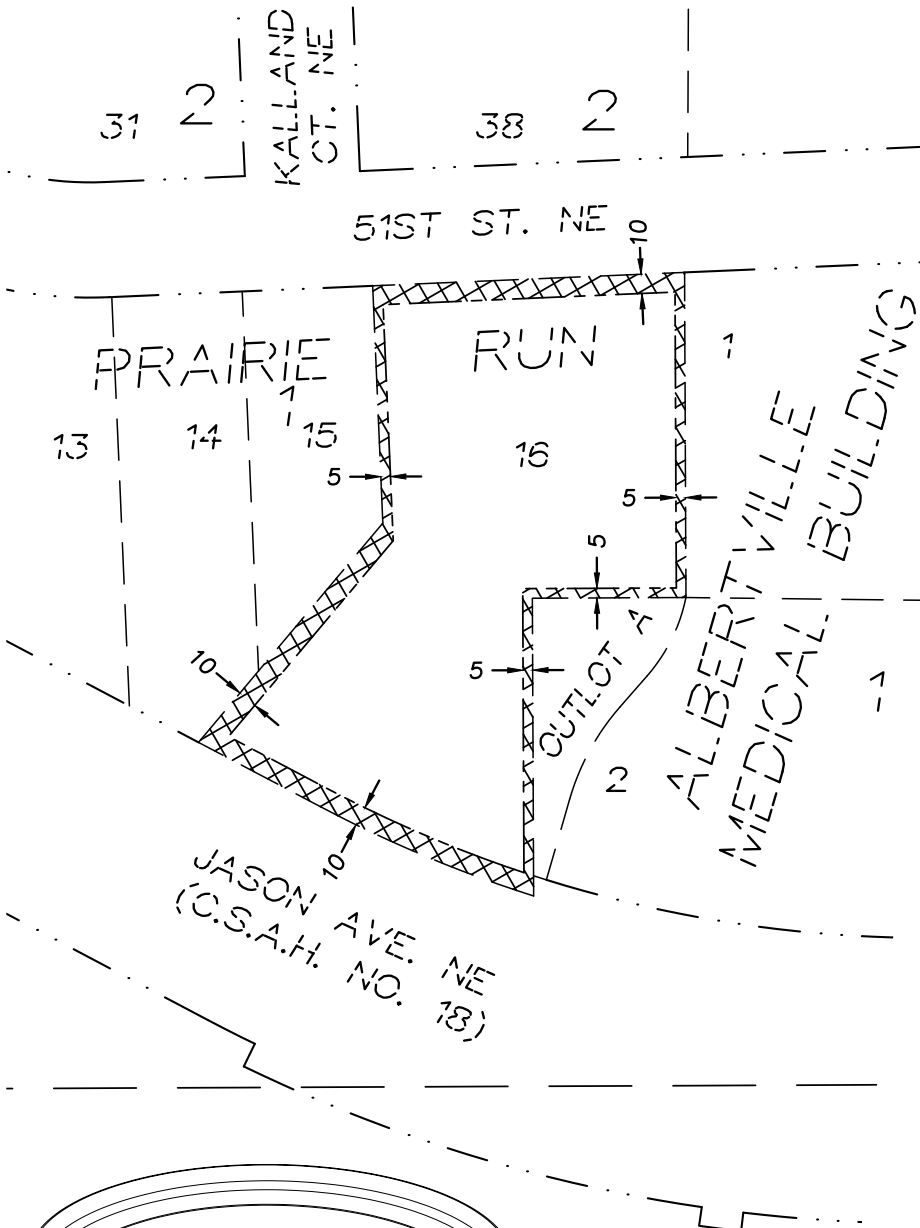 KALLAND
CT. NE
31
2
38
2
51ST ST. NE
10
PRAIRIE
RUN
1
1
13
14
15
16
5
5
5
5
10
10
OUTLOT A
2
1
ALBERTVILLE
MEDICAL BUILDING
JASON AVE. NE
(C.S.A.H. NO. 18)